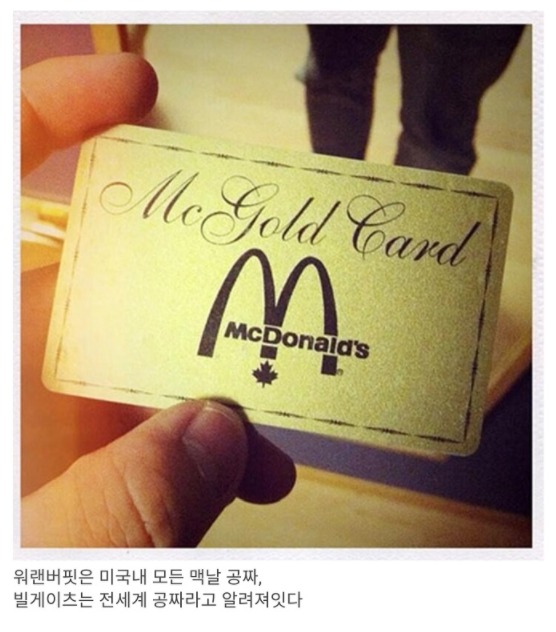 McGold Card
McDonald's
워랜버핏은 미국내 모든 맥날 공짜,
빌게이츠는 전세계 공짜라고 알려져잇다